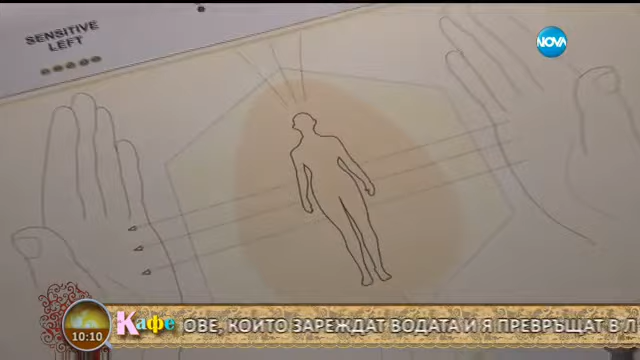 SENSITIVE
LEFT
NOVA
10:10
Кафе
ОВЕ, КОИТО ЗАРЕЖДАТ ВОДАТА И Я ПРЕВРЪЩАТ В Л